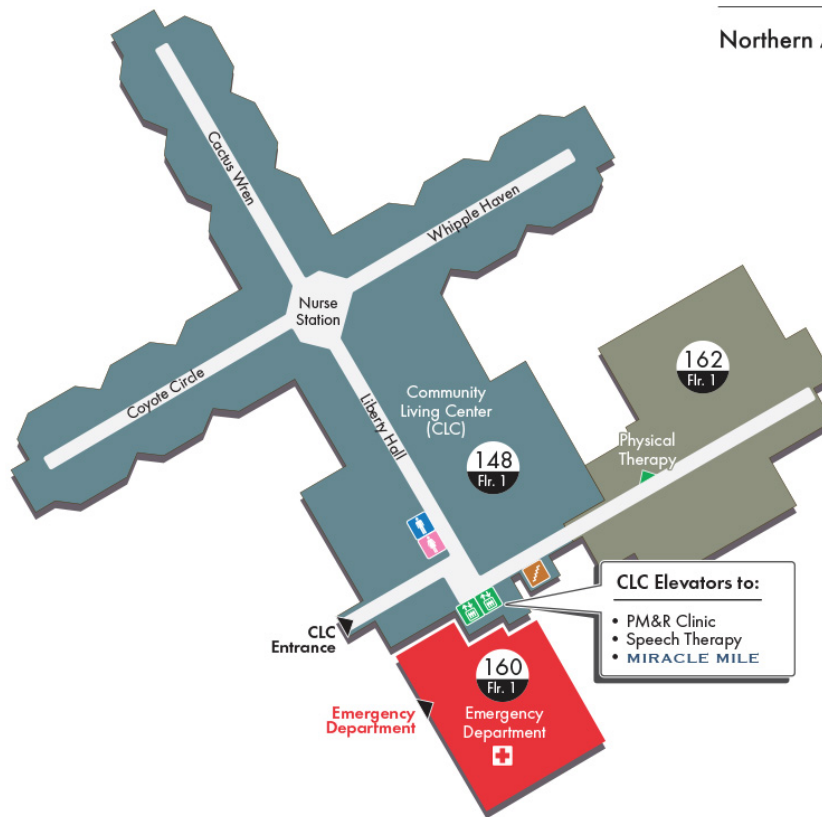 Northern
Cactus Wren
Whipple Haven
Nurse
Station
Coyote Circle
Liberty Hall
Community
Living Center
(CLC)
148
Flr. 1
162
Flr. 1
Physical
Therapy
CLC
Entrance
CLC Elevators to:
• PM&R Clinic
• Speech Therapy
• MIRACLE MILE
160
Flr. 1
Emergency
Department
Emergency
Department